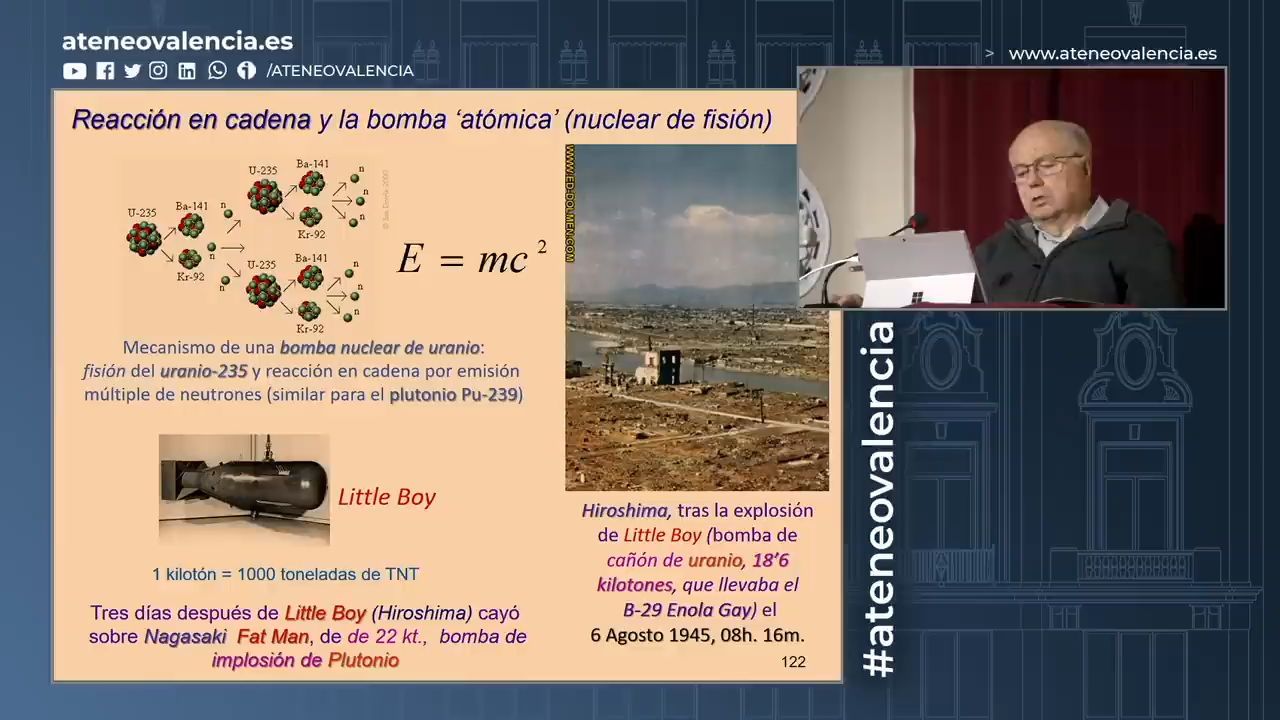 ateneovalencia.es
/ATENEOVALENCIA
> www.ateneovalencia.es
Reacción en cadena y la bomba ‘atómica’ (nuclear de fisión)
U-235
Ba-141
n
Kr-92
n
n
U-235
Ba-141
n
n
n
Kr-92
U-235
Ba-141
n
n
n
Kr-92
E = mc 2
WWW.ED-DOLMEN.COM
Mecanismo de una bomba nuclear de uranio:
fisión del uranio-235 y reacción en cadena por emisión
múltiple de neutrones (similar para el plutonio Pu-239)
Little Boy
1 kilotón = 1000 toneladas de TNT
Tres días después de Little Boy (Hiroshima) cayó
sobre Nagasaki Fat Man, de de 22 kt., bomba de
implosión de Plutonio
Hiroshima, tras la explosión
de Little Boy (bomba de
cañón de uranio, 18’6
kilotones, que llevaba el
B-29 Enola Gay) el
6 Agosto 1945, 08h. 16m.
122
#ateneovalencia